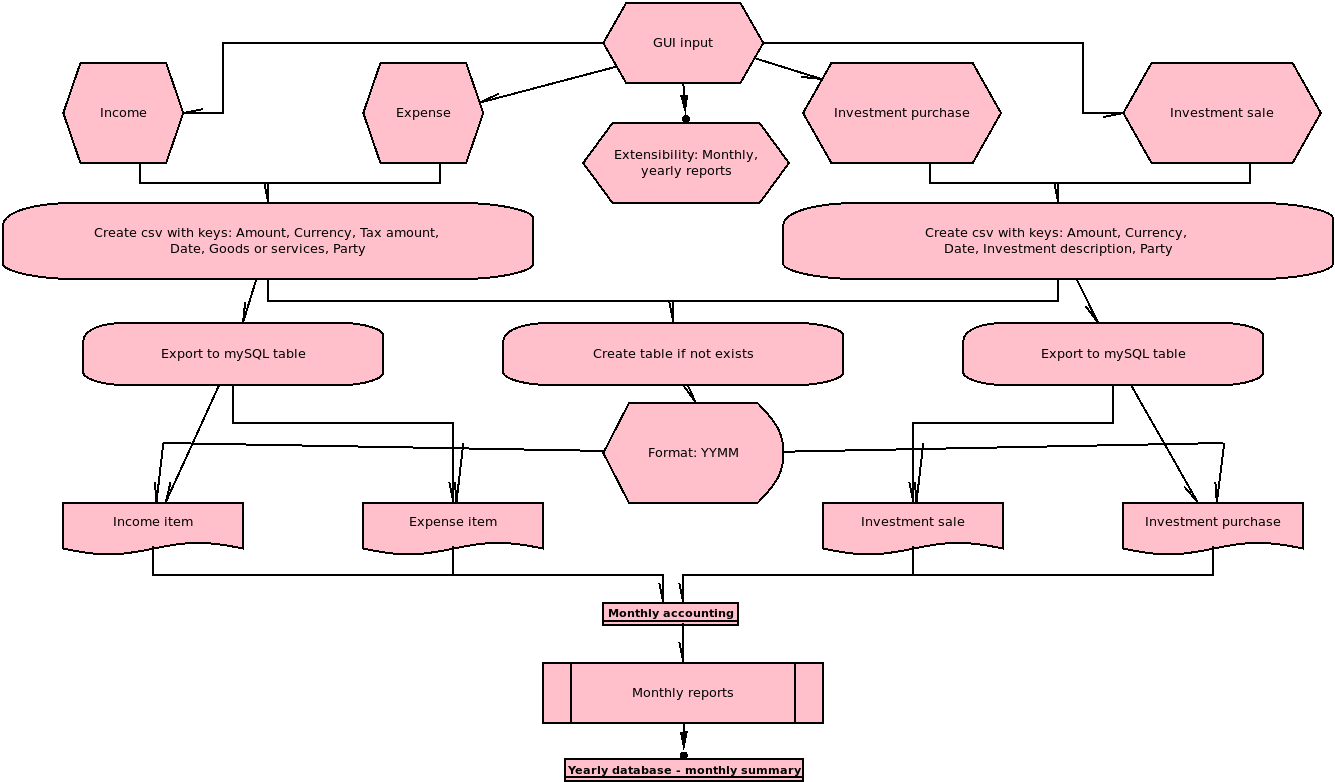 GUI input
Income
Expense
Investment purchase
Investment sale
Extensibility: Monthly,
yearly reports
Create csv with keys: Amount, Currency, Tax amount,
Date, Goods or services, Party
Create csv with keys: Amount, Currency,
Date, Investment description, Party
Export to mySQL table
Create table if not exists
Export to mySQL table
Format: YYMM
Income item
Expense item
Investment sale
Investment purchase
Monthly accounting
Monthly reports
Yearly database - monthly summary